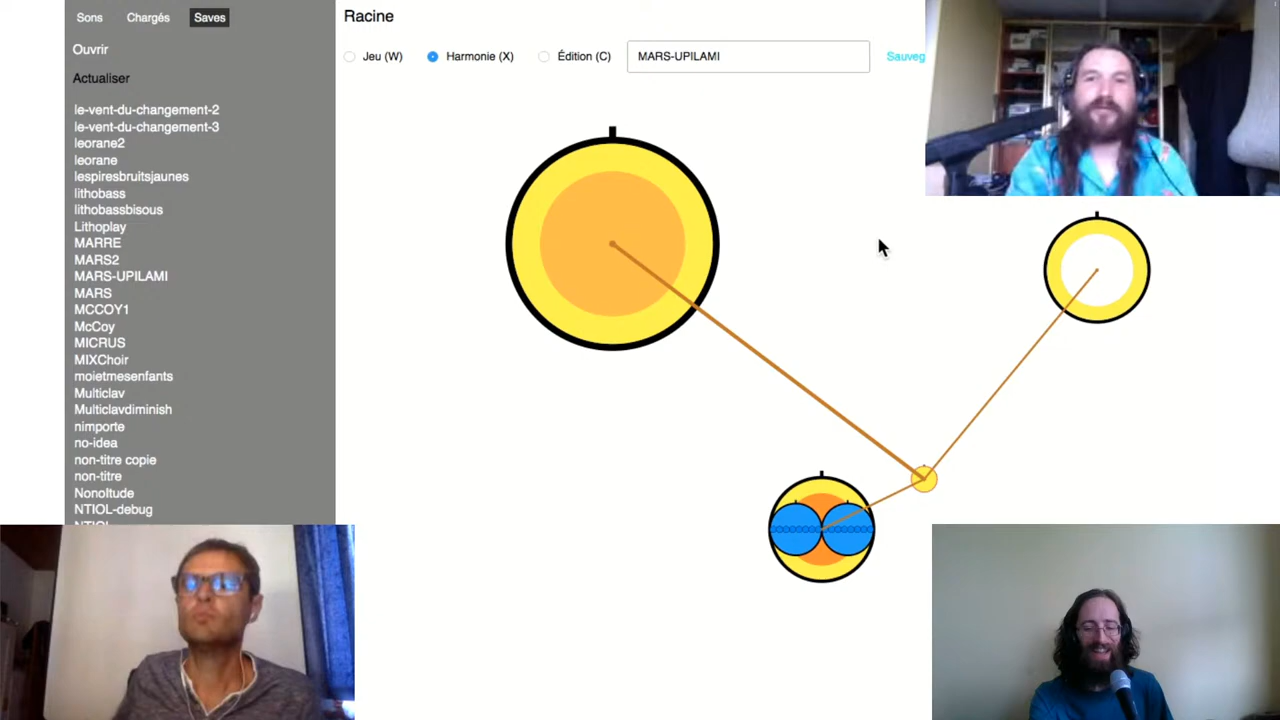 Sons Chargés Saves
Ouvrir
Actualiser
le-vent-du-changement-2
le-vent-du-changement-3
leorane2
leorane
lespiresbruitsjaunes
lithobass
lithobassbisous
Lithoplay
MARRE
MARS2
MARS-UPILAMI
MARS
MCCOY1
McCoy
MICRUS
MIXChoir
moietmesenfants
Multiclav
Multiclavdiminish
nimporte
no-idea
non-titre copie
non-titre
NonoItude
NTIOL-debug
NTIOL
Racine
Jeu (W) Harmonie (X) Édition (C) MARS-UPILAMI Sauveg